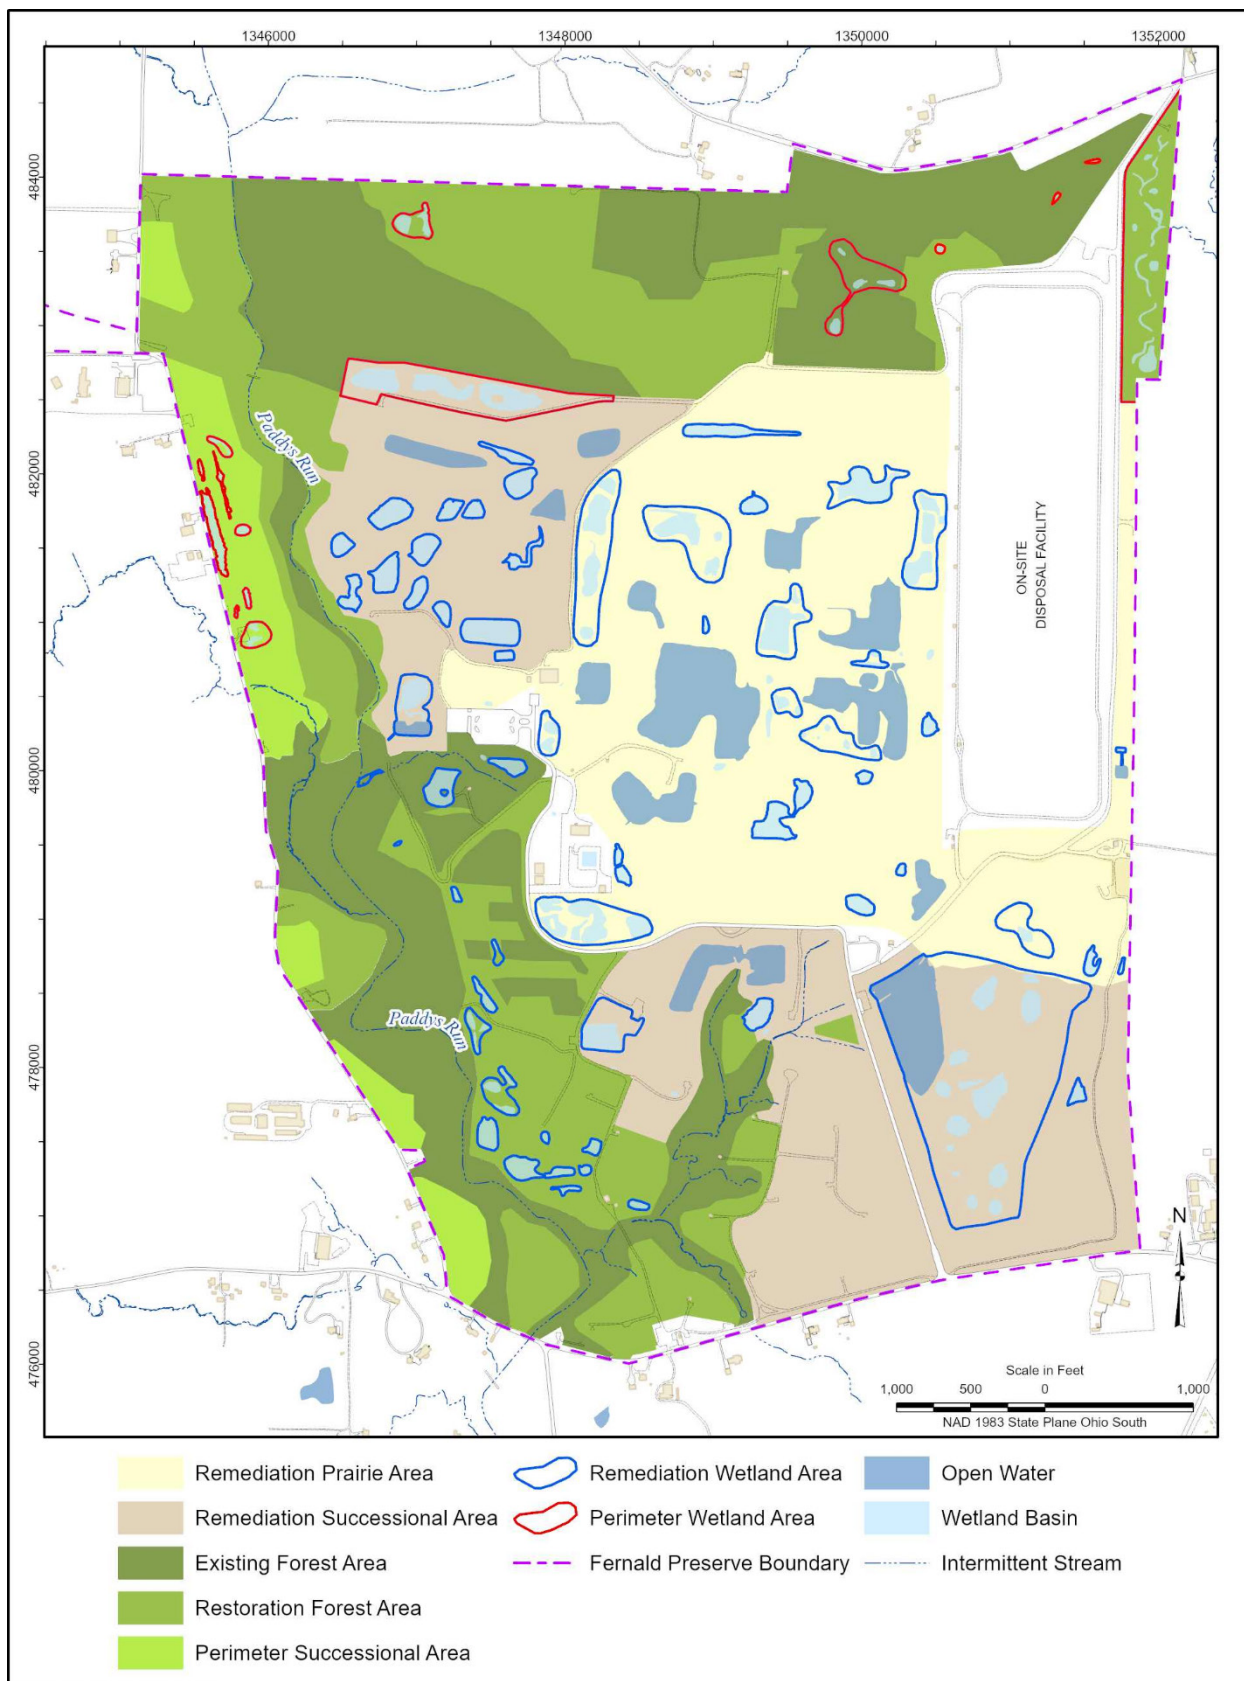 1346000
1348000
1350000
1352000
484000
482000
480000
478000
476000
Paddys Run
ON-SITE
DISPOSAL FACILITY
Paddys Run
N
Scale in Feet
1,000 500 0 1,000
NAD 1983 State Plane Ohio South
Remediation Prairie Area
Remediation Successional Area
Existing Forest Area
Restoration Forest Area
Perimeter Successional Area
Remediation Wetland Area
Perimeter Wetland Area
Fernald Preserve Boundary
Open Water
Wetland Basin
Intermittent Stream